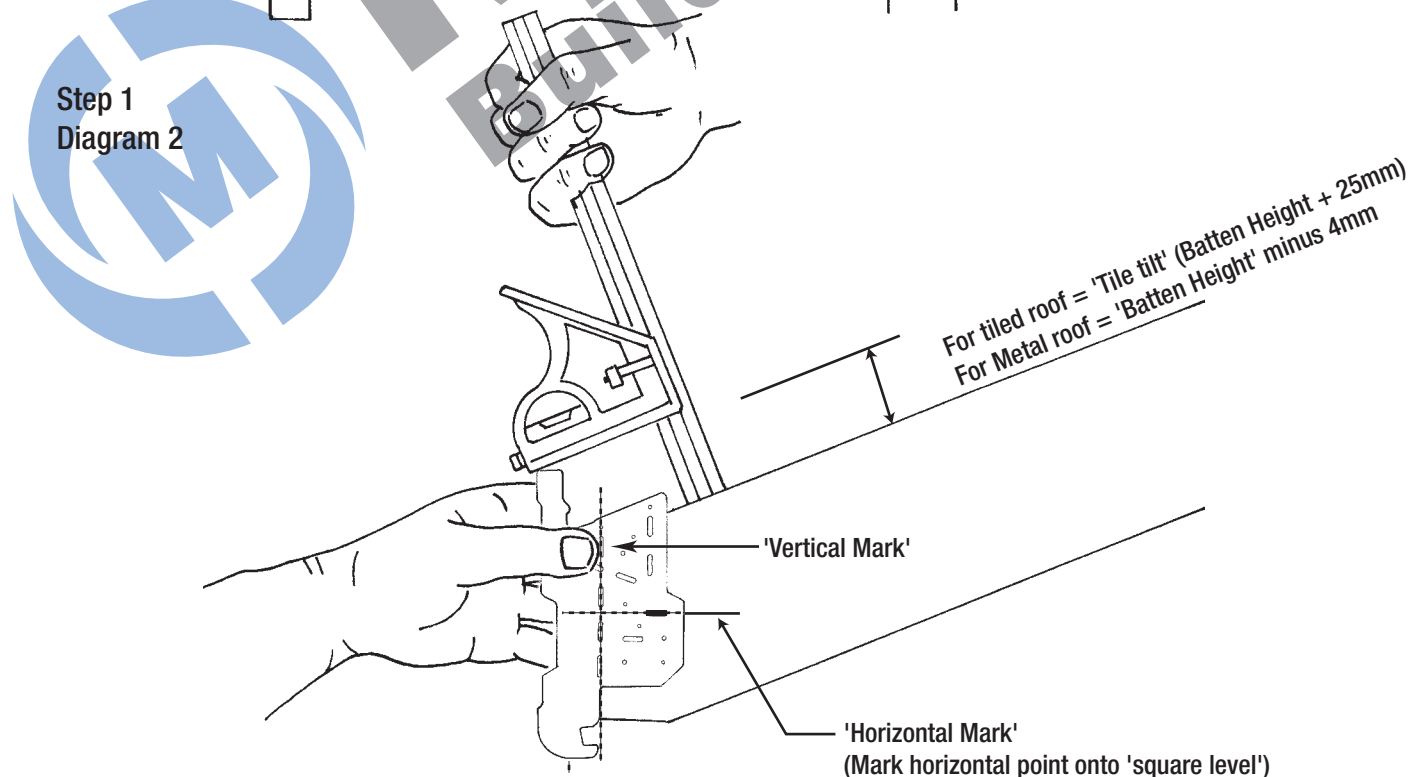 Step 1
Diagram 2
For tiled roof = 'Tile tilt' (Batten Height + 25mm)
For Metal roof = 'Batten Height' minus 4mm
'Vertical Mark'
'Horizontal Mark'
(Mark horizontal point onto 'square level')
M